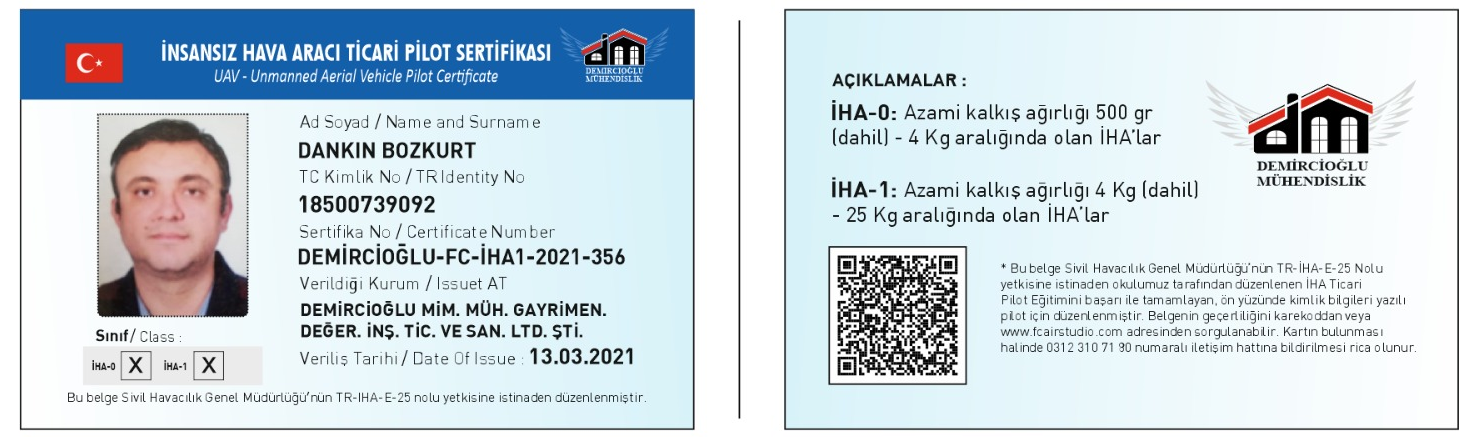 İNSANSIZ HAVA ARACI TİCARİ PİLOT SERTİFİKASI
UAV - Unmanned Aerial Vehicle Pilot Certificate
DEMİRCİOĞLU
MÜHENDİSLİK
Ad Soyad / Name and Surname
DANKIN BOZKURT
TC Kimlik No / TR Identity No
18500739092
Sertifika No / Certificate Number
DEMİRCİOĞLU-FC-İHA1-2021-356
Verildiği Kurum / Issuet AT
DEMİRCİOĞLU MİM. MÜH. GAYRİMEN.
DEĞER. İNŞ. TİC. VE SAN. LTD. ŞTİ.
Veriliş Tarihi / Date Of Issue : 13.03.2021
Sınıf/ Class :
İHA-0 X İHA-1 X
Bu belge Sivil Havacılık Genel Müdürlüğü'nün TR-IHA-E-25 nolu yetkisine istinaden düzenlenmiştir.
AÇIKLAMALAR :
İHA-0: Azami kalkış ağırlığı 500 gr
(dahil) - 4 Kg aralığında olan İHA'lar
İHA-1: Azami kalkış ağırlığı 4 Kg (dahil)
- 25 Kg aralığında olan İHA'lar
DEMİRCİOĞLU
MÜHENDİSLİK
* Bu belge Sivil Havacılık Genel Müdürlüğü'nün TR-İHA-E-25 Nolu
yetkisine istinaden okulumuz tarafından düzenlenen İHA Ticari
Pilot Eğitimini başarı ile tamamlayan, ön yüzünde kimlik bilgileri yazılı
pilot için düzenlenmiştir. Belgenin geçerliliğini karekoddan veya
www.fcairstudio.com adresinden sorgulanabilir. Kartın bulunması
halinde 0312 310 71 90 numaralı iletişim hattına bildirilmesi rica olunur.